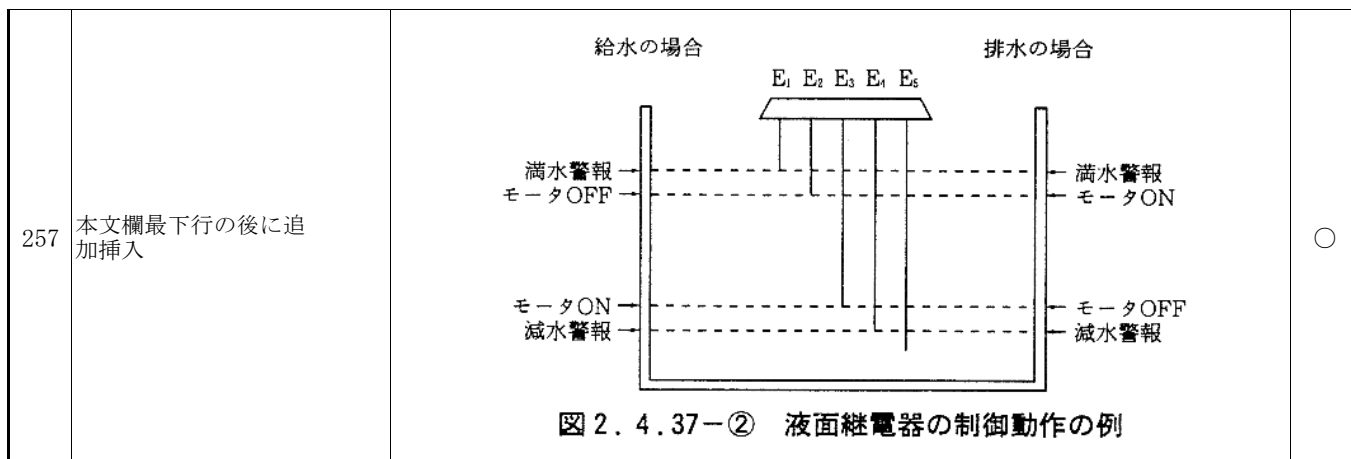 257
本文欄最下行の後に追
加挿入
給水の場合
排水の場合
E₁ E₂ E₃ E₄ E₅
満水警報
満水警報
モータOFF
モータON
モータON
モータOFF
減水警報
減水警報
図2.4.37-② 液面継電器の制御動作の例
○